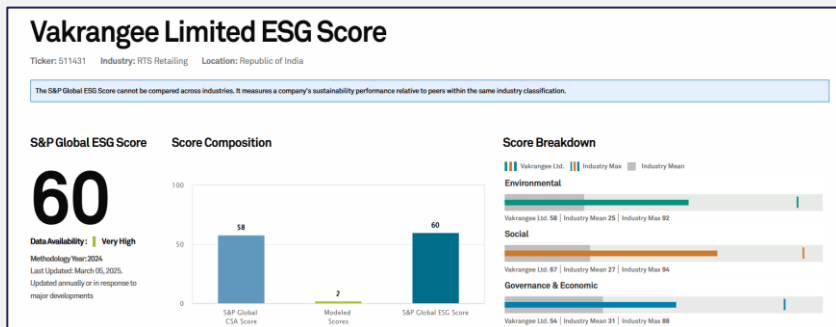 Vakrangee Limited ESG Score
Ticker: 511431 Industry: RTS Retailing Location: Republic of India
The S&P Global ESG Score cannot be compared across industries. It measures a company's sustainability performance relative to peers within the same industry classification.
S&P Global ESG Score
60
Data Availability: Very High
Methodology Year: 2024
Last Updated: March 05, 2025.
Updated annually or in response to
major developments
Score Composition
100
50
0
58
2
60
S&P Global
CSA Score
Modeled
Scores
S&P Global ESG Score
Score Breakdown
Vakrangee Ltd. Industry Max Industry Mean
Environmental
Vakrangee Ltd. 58 | Industry Mean 25 | Industry Max 92
Social
Vakrangee Ltd. 67 | Industry Mean 27 | Industry Max 94
Governance & Economic
Vakrangee Ltd. 54 | Industry Mean 31 | Industry Max 88